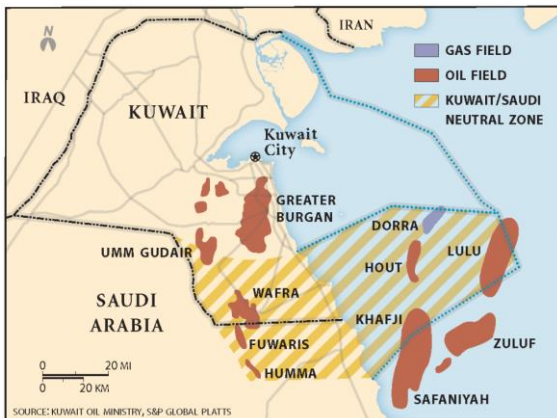 N
IRAN
IRAQ
KUWAIT
Kuwait
City
GAS FIELD
OIL FIELD
KUWAIT/SAUDI
NEUTRAL ZONE
GREATER
BURGAN
UMM GUDAIR
DORRA
LULU
HOUT
WAFRA
SAUDI
ARABIA
KHAFJI
FUWARIS
ZULUF
HUMMA
SAFANIYAH
0 20 MI
0 20 KM
SOURCE: KUWAIT OIL MINISTRY, S&P GLOBAL PLATTS